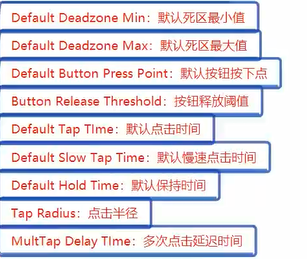 Default Deadzone Min：默认死区最小值
Default Deadzone Max：默认死区最大值
Default Button Press Point：默认按钮按下点
Button Release Threshold：按钮释放阈值
Default Tap TIme：默认点击时间
Default Slow Tap Time：默认慢速点击时间
Default Hold Time：默认保持时间
Tap Radius：点击半径
MultTap Delay TIme：多次点击延迟时间